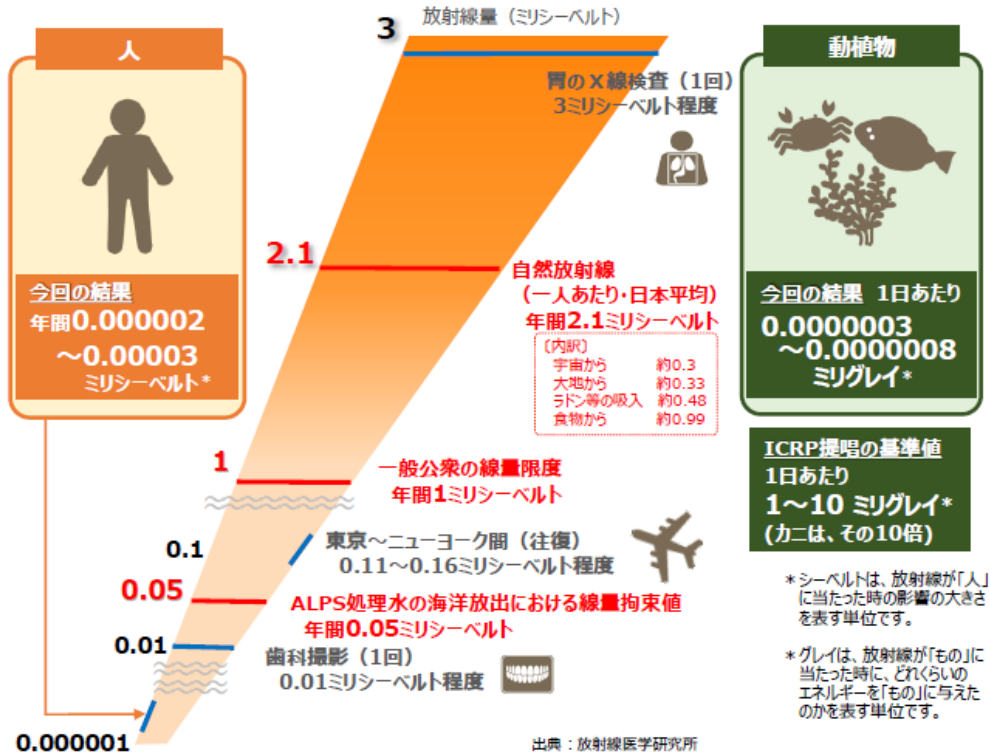 人
今回の結果
年間0.000002
～0.00003
ミリシーベルト*
放射線量（ミリシーベルト）
3
胃のX線検査（1回）
3ミリシーベルト程度
2.1
自然放射線
（一人あたり・日本平均）
年間2.1ミリシーベルト
〔内訳〕
宇宙から 約0.3
大地から 約0.33
ラドン等の吸入 約0.48
食物から 約0.99
1
一般公衆の線量限度
年間1ミリシーベルト
0.1
東京～ニューヨーク間（往復）
0.11～0.16ミリシーベルト程度
0.05
ALPS処理水の海洋放出における線量拘束値
年間0.05ミリシーベルト
0.01
歯科撮影（1回）
0.01ミリシーベルト程度
0.000001
出典：放射線医学研究所
動植物
今回の結果 1日あたり
0.0000003
～0.0000008
ミリグレイ*
ICRP提唱の基準値
1日あたり
1～10 ミリグレイ*
(カニは、その10倍)
＊シーベルトは、放射線が「人」
に当たった時の影響の大きさ
を表す単位です。
＊グレイは、放射線が「もの」に
当たった時に、どれくらいの
エネルギーを「もの」に与えた
のかを表す単位です。